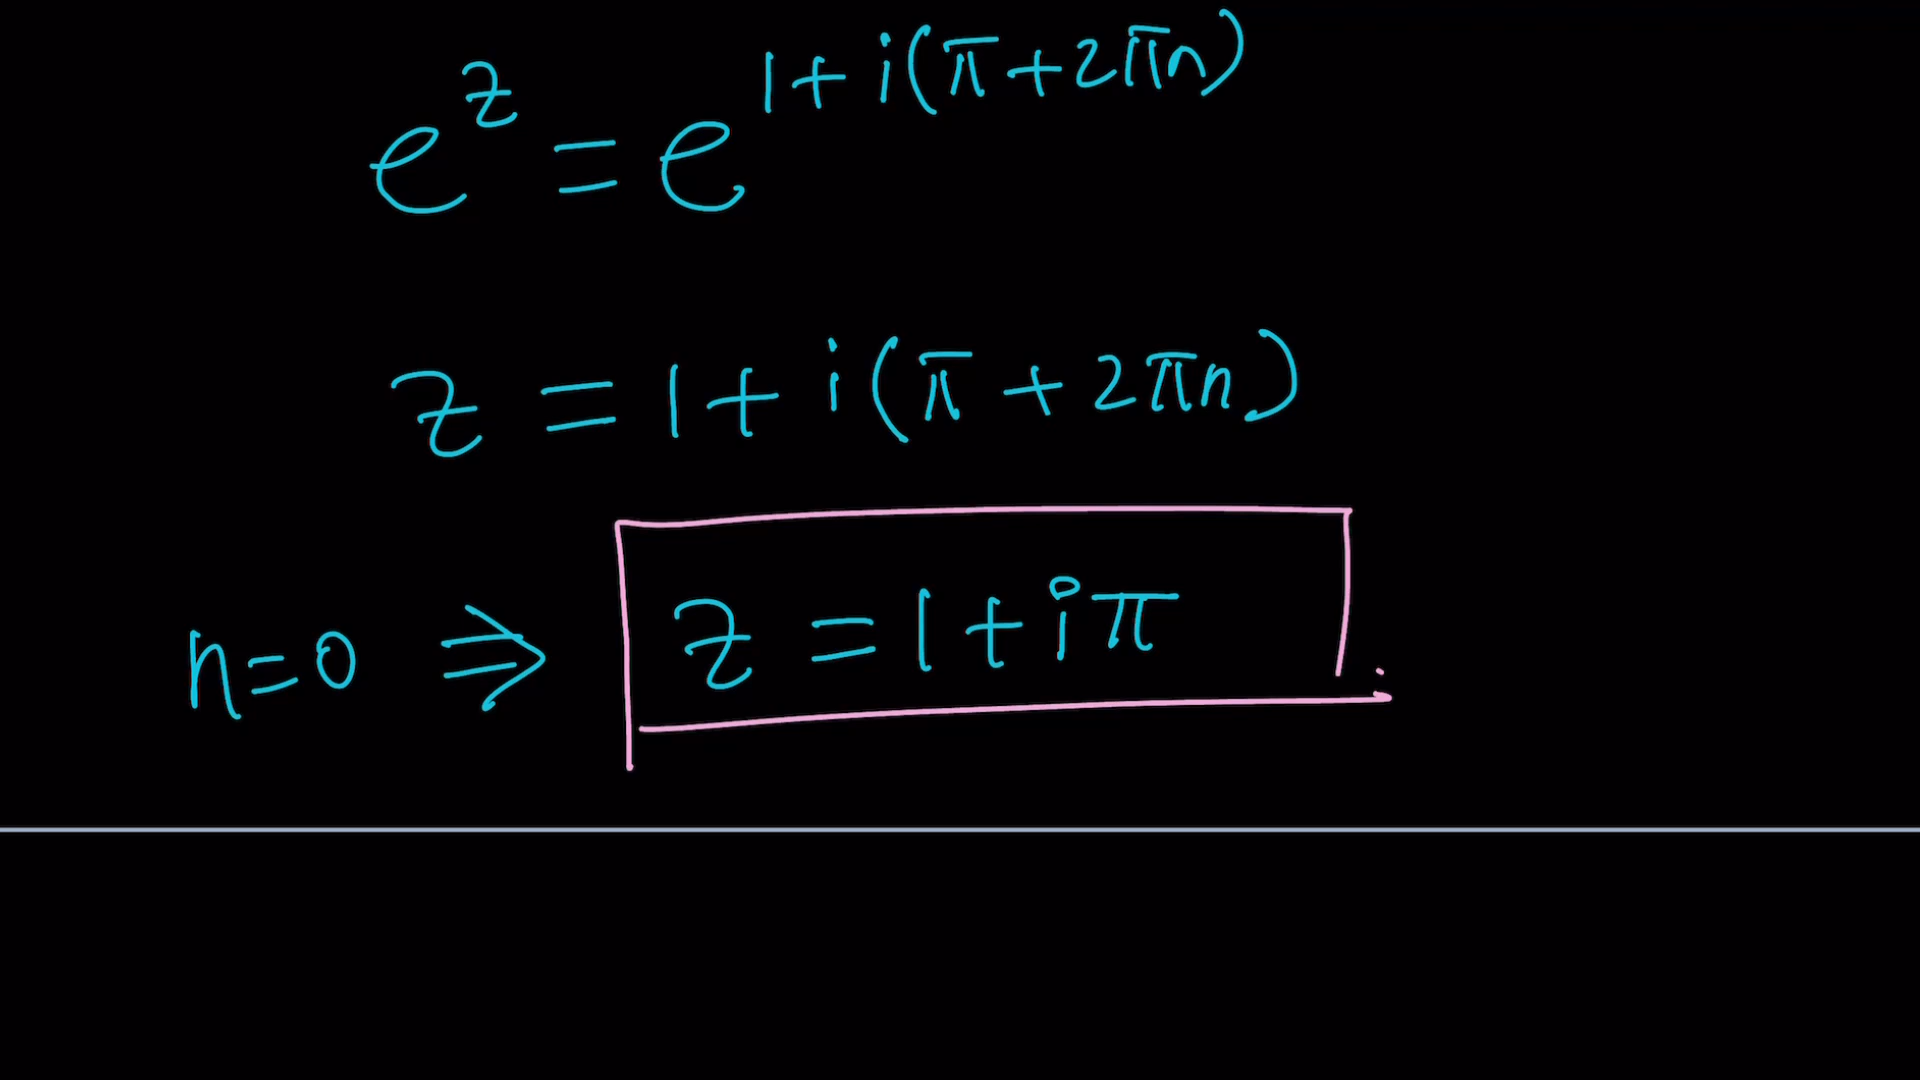 e^z = e^{1+i(π+2πn)}
z = 1 + i(π + 2πn)
n=0 ⇒ z = 1 + iπ